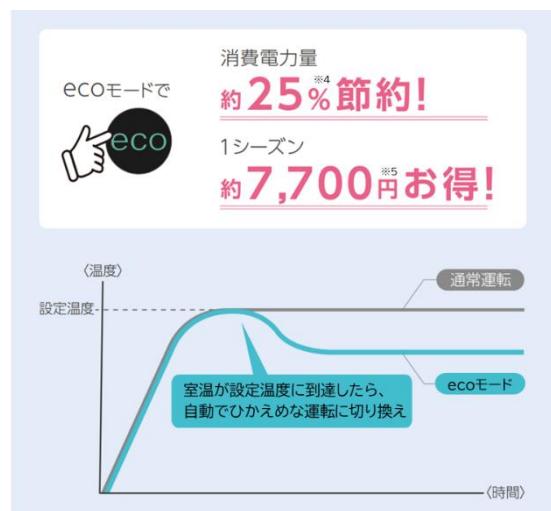 消費電力量
ecoモードで
約25%※4節約!
eco
1シーズン
約7,700円※5お得!
〈温度〉
通常運転
設定温度
室温が設定温度に到達したら、
自動でひかえめな運転に切り換え
ecoモード
〈時間〉